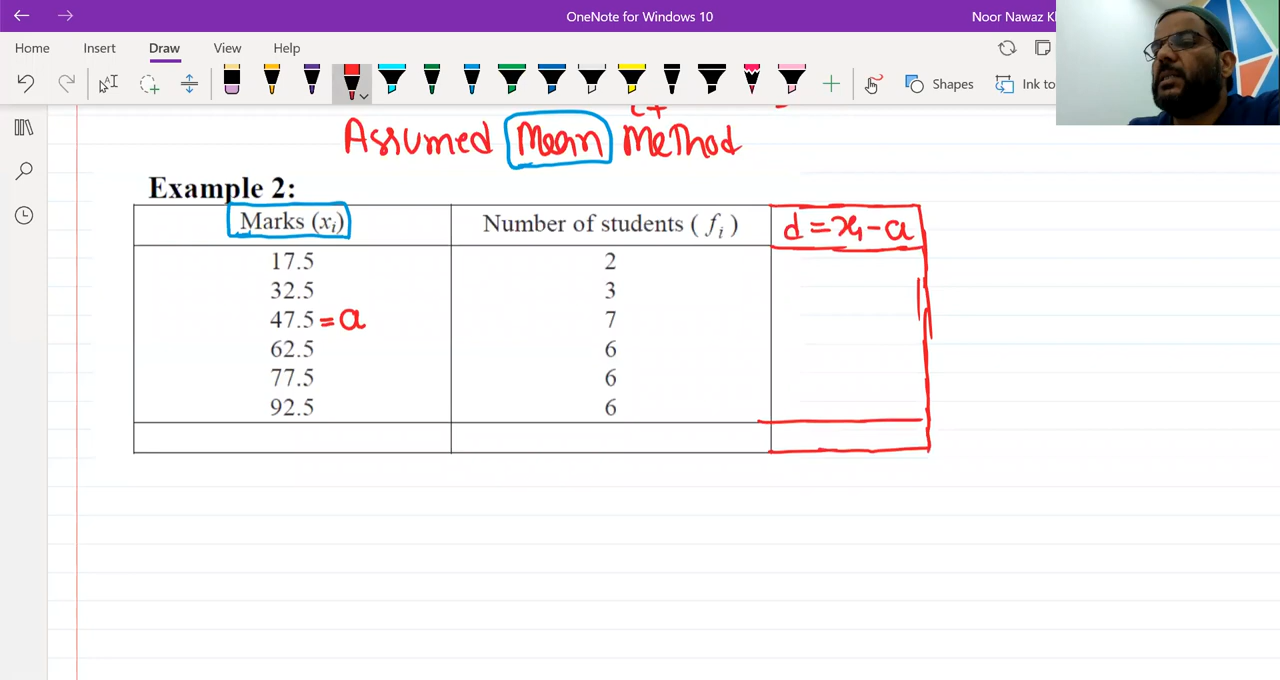 OneNote for Windows 10
Noor Nawaz
Home Insert Draw View Help
Shapes Ink to
Assumed Mean Method
Example 2:
Marks (xᵢ) Number of students ( fᵢ ) d = xᵢ - a
17.5 2
32.5 3
47.5 = a 7
62.5 6
77.5 6
92.5 6